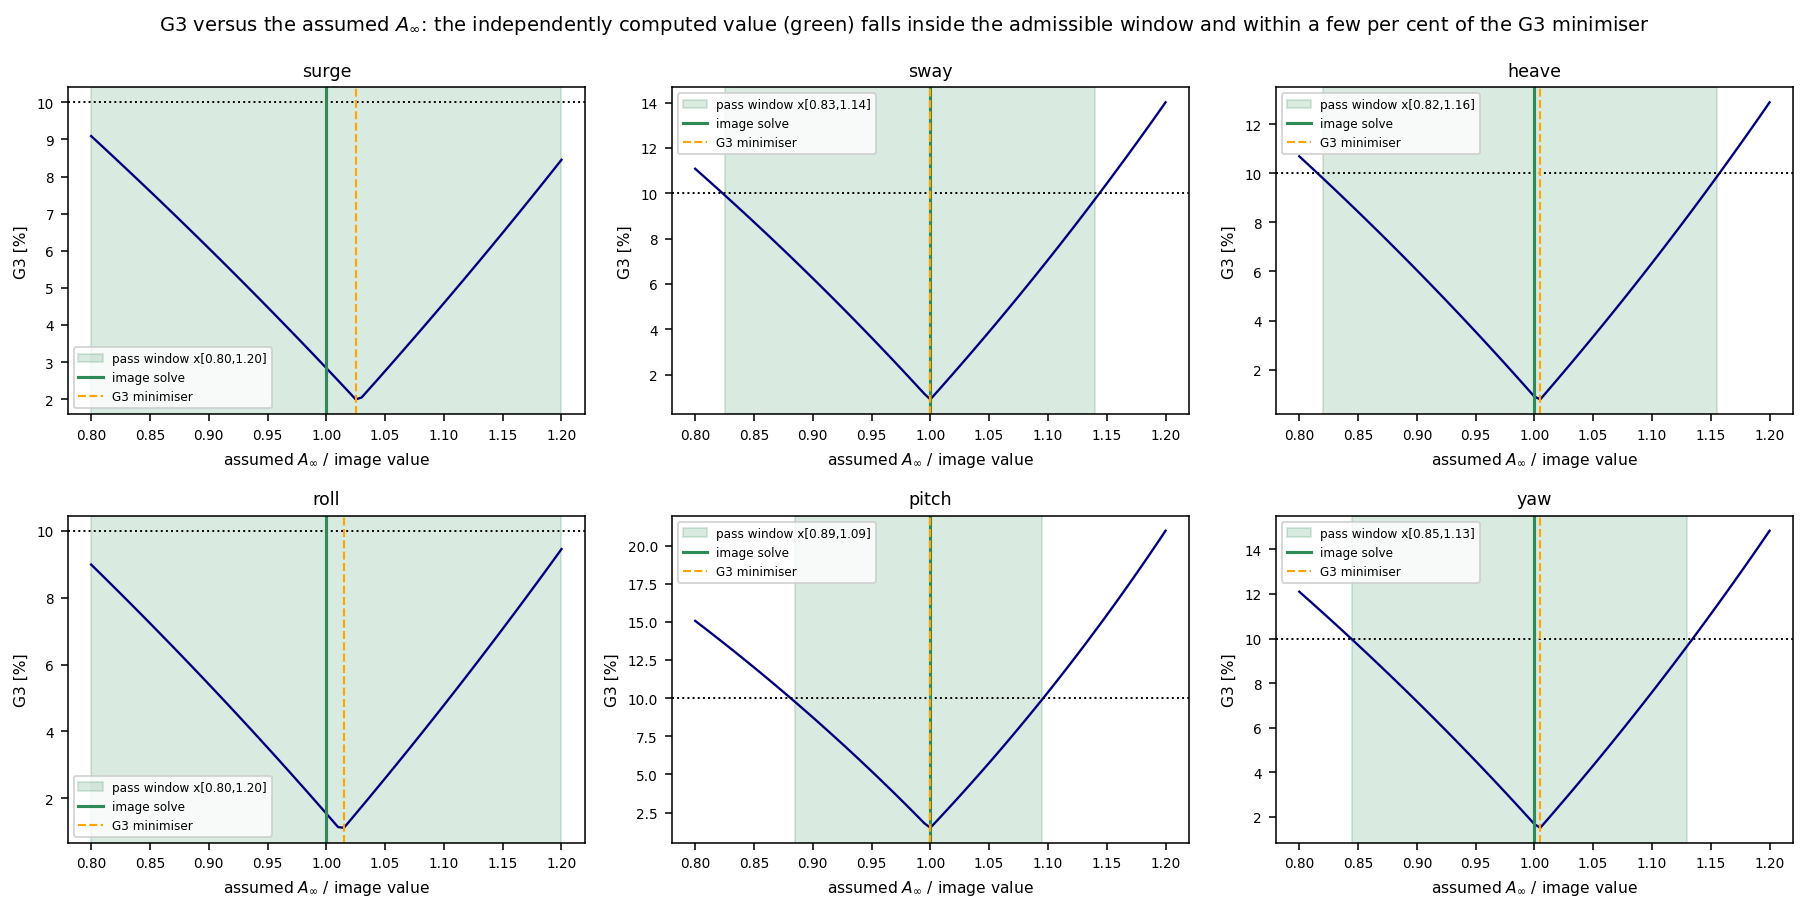 G3 versus the assumed A∞: the independently computed value (green) falls inside the admissible window and within a few per cent of the G3 minimiser
surge
G3 [%]
10
9
8
7
6
5
4
3
2
pass window x[0.80,1.20]
image solve
G3 minimiser
0.80 0.85 0.90 0.95 1.00 1.05 1.10 1.15 1.20
assumed A∞ / image value
sway
G3 [%]
14
12
10
8
6
4
2
pass window x[0.83,1.14]
image solve
G3 minimiser
0.80 0.85 0.90 0.95 1.00 1.05 1.10 1.15 1.20
assumed A∞ / image value
heave
G3 [%]
12
10
8
6
4
2
pass window x[0.82,1.16]
image solve
G3 minimiser
0.80 0.85 0.90 0.95 1.00 1.05 1.10 1.15 1.20
assumed A∞ / image value
roll
G3 [%]
10
8
6
4
2
pass window x[0.80,1.20]
image solve
G3 minimiser
0.80 0.85 0.90 0.95 1.00 1.05 1.10 1.15 1.20
assumed A∞ / image value
pitch
G3 [%]
20.0
17.5
15.0
12.5
10.0
7.5
5.0
2.5
pass window x[0.89,1.09]
image solve
G3 minimiser
0.80 0.85 0.90 0.95 1.00 1.05 1.10 1.15 1.20
assumed A∞ / image value
yaw
G3 [%]
14
12
10
8
6
4
2
pass window x[0.85,1.13]
image solve
G3 minimiser
0.80 0.85 0.90 0.95 1.00 1.05 1.10 1.15 1.20
assumed A∞ / image value